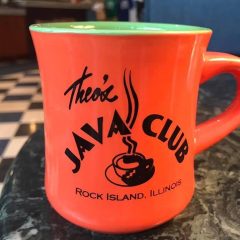 Theo's
JAVA CLUB
ROCK ISLAND, ILLINOIS